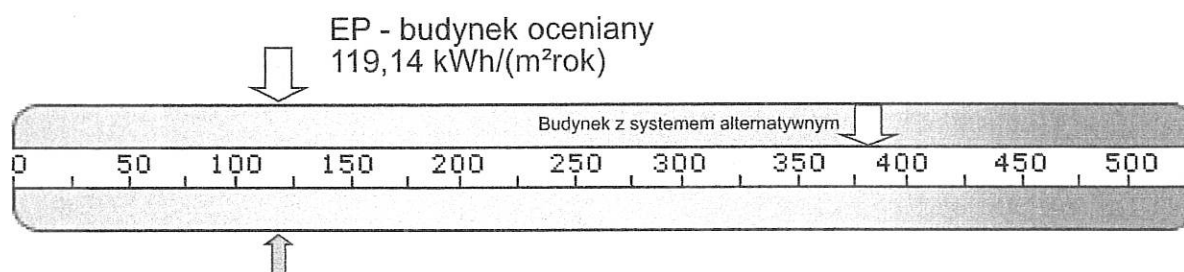 EP - budynek oceniany
119,14 kWh/(m²rok)
Budynek z systemem alternatywnym
0 50 100 150 200 250 300 350 400 450 500